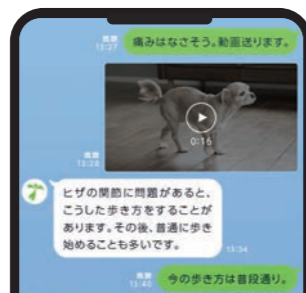 既読
13:27
痛みはなさそう。動画送ります。
0:16
既読
13:28
ヒザの関節に問題があると、
こうした歩き方をすることが
あります。その後、普通に歩き
始めることも多いです。
13:34
既読
13:40
今の歩き方は普段通り。